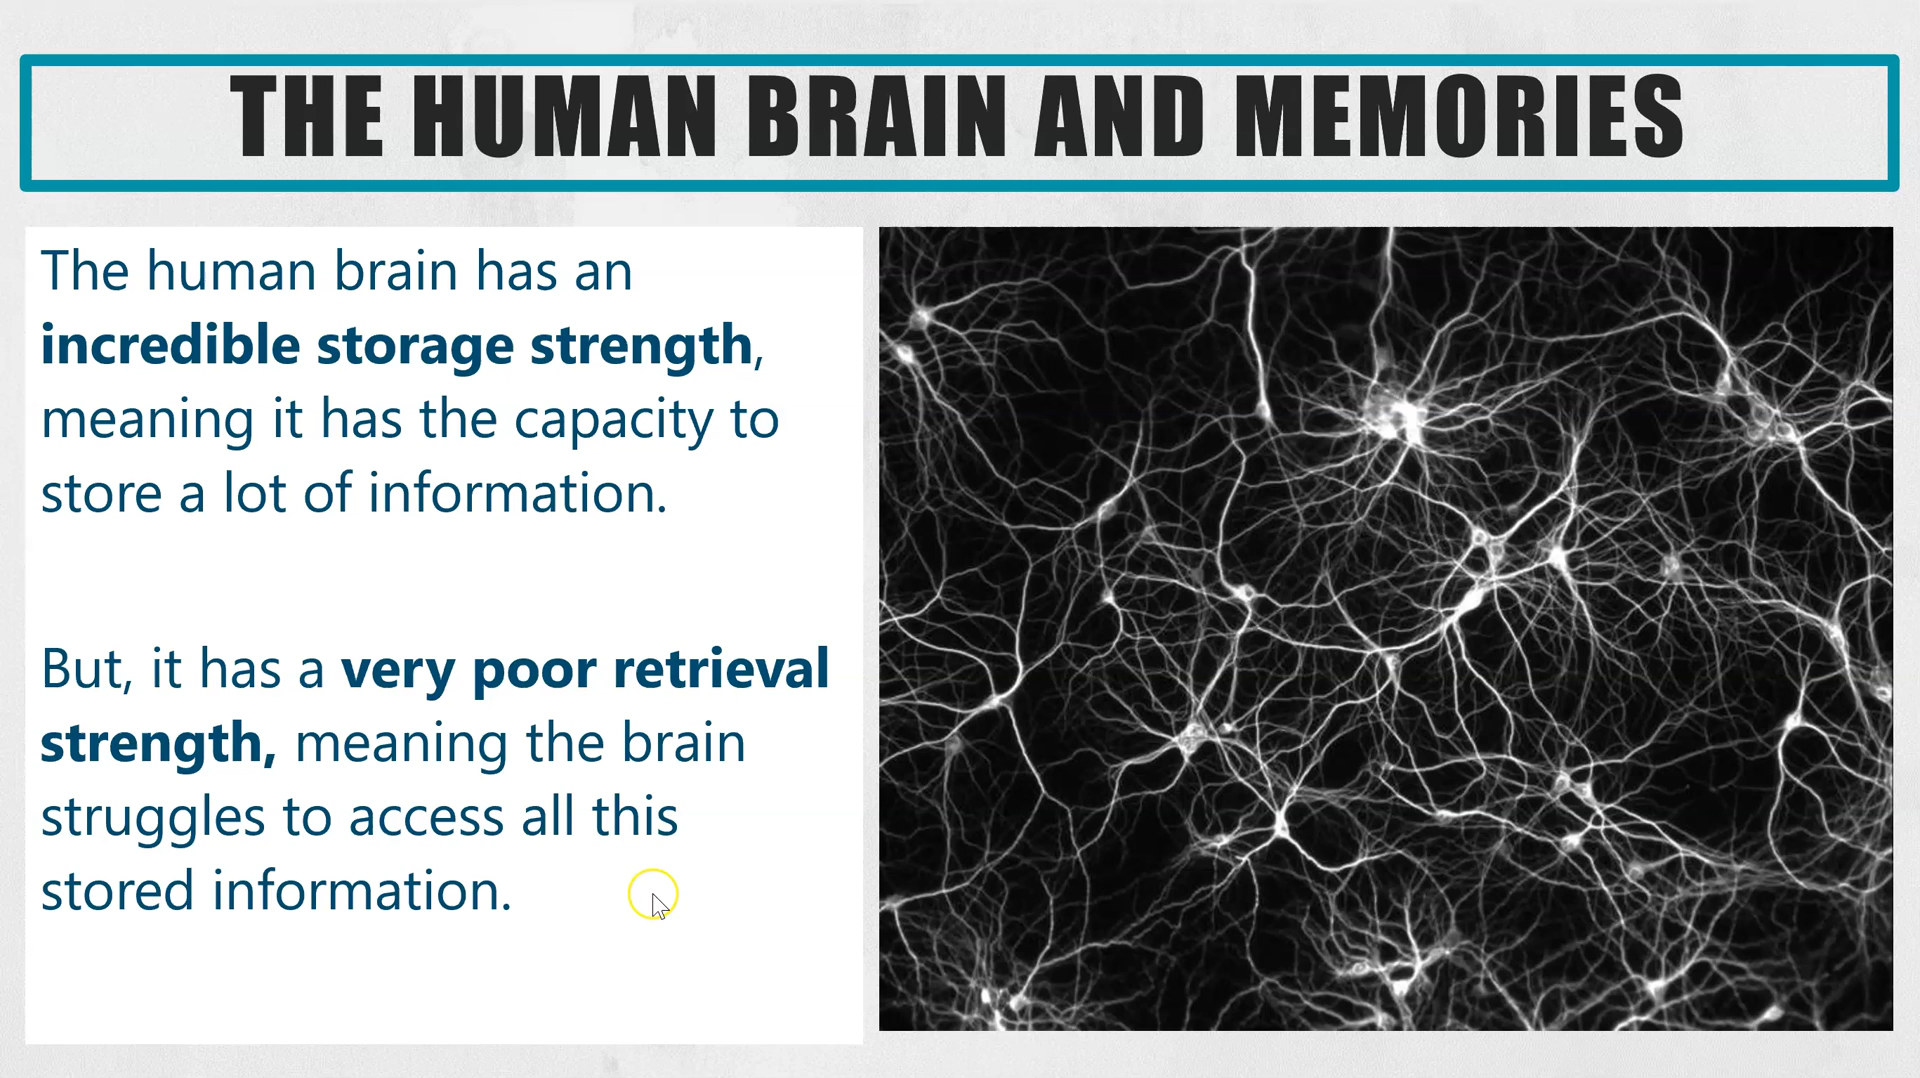 THE HUMAN BRAIN AND MEMORIES
The human brain has an
incredible storage strength,
meaning it has the capacity to
store a lot of information.
But, it has a very poor retrieval
strength, meaning the brain
struggles to access all this
stored information.